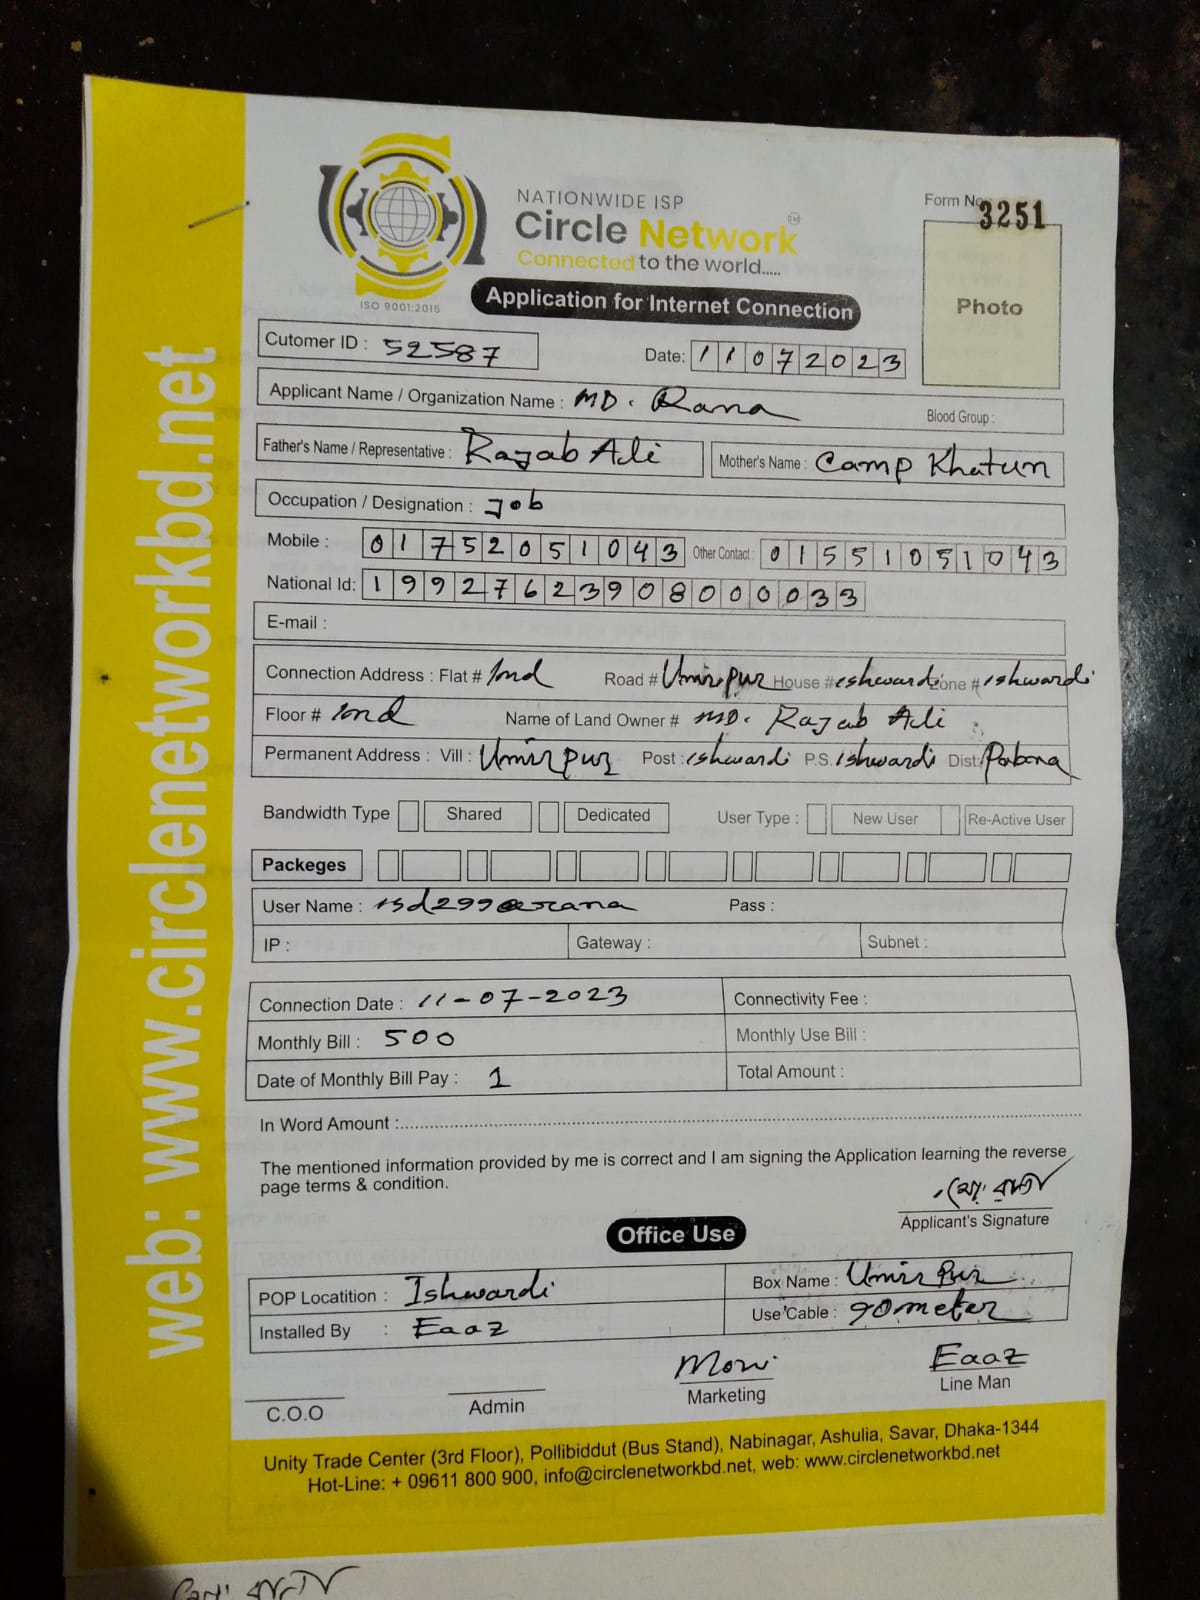 web: www.circlenetworkbd.net
ISO 9001:2015
NATIONWIDE ISP
Circle Network TM
Connected to the world.....
Form No. 3251
Photo
Application for Internet Connection
Cutomer ID : 52587
Date: 11072023
Applicant Name / Organization Name : MD. Rana Blood Group :
Father's Name / Representative : Rajab Ali Mother's Name : Camp Khatun
Occupation / Designation : Job
Mobile : 01752051043 Other Contact : 01551051043
National Id: 19927623908000033
E-mail :
Connection Address : Flat # Road # Umirpur House # ishwardi Zone # ishwardi
Floor # Name of Land Owner # MD. Rajab Ali
Permanent Address : Vill : Umirpur Post : ishwardi P.S. ishwardi Dist: Pabna
Bandwidth Type Shared Dedicated User Type : New User Re-Active User
Packeges
User Name : Pass :
IP : Gateway : Subnet :
Connection Date : 11-07-2023 Connectivity Fee :
Monthly Bill : 500 Monthly Use Bill :
Date of Monthly Bill Pay : 1 Total Amount :
In Word Amount :
The mentioned information provided by me is correct and I am signing the Application learning the reverse
page terms & condition.
মোঃ রানা
Applicant's Signature
Office Use
POP Locatition : Ishwardi Box Name : Umir Pur
Installed By : Eaaz Use Cable : 90 meter
C.O.O
Admin
Marketing
Eaaz
Line Man
Unity Trade Center (3rd Floor), Pollibiddut (Bus Stand), Nabinagar, Ashulia, Savar, Dhaka-1344
Hot-Line: + 09611 800 900, info@circlenetworkbd.net, web: www.circlenetworkbd.net